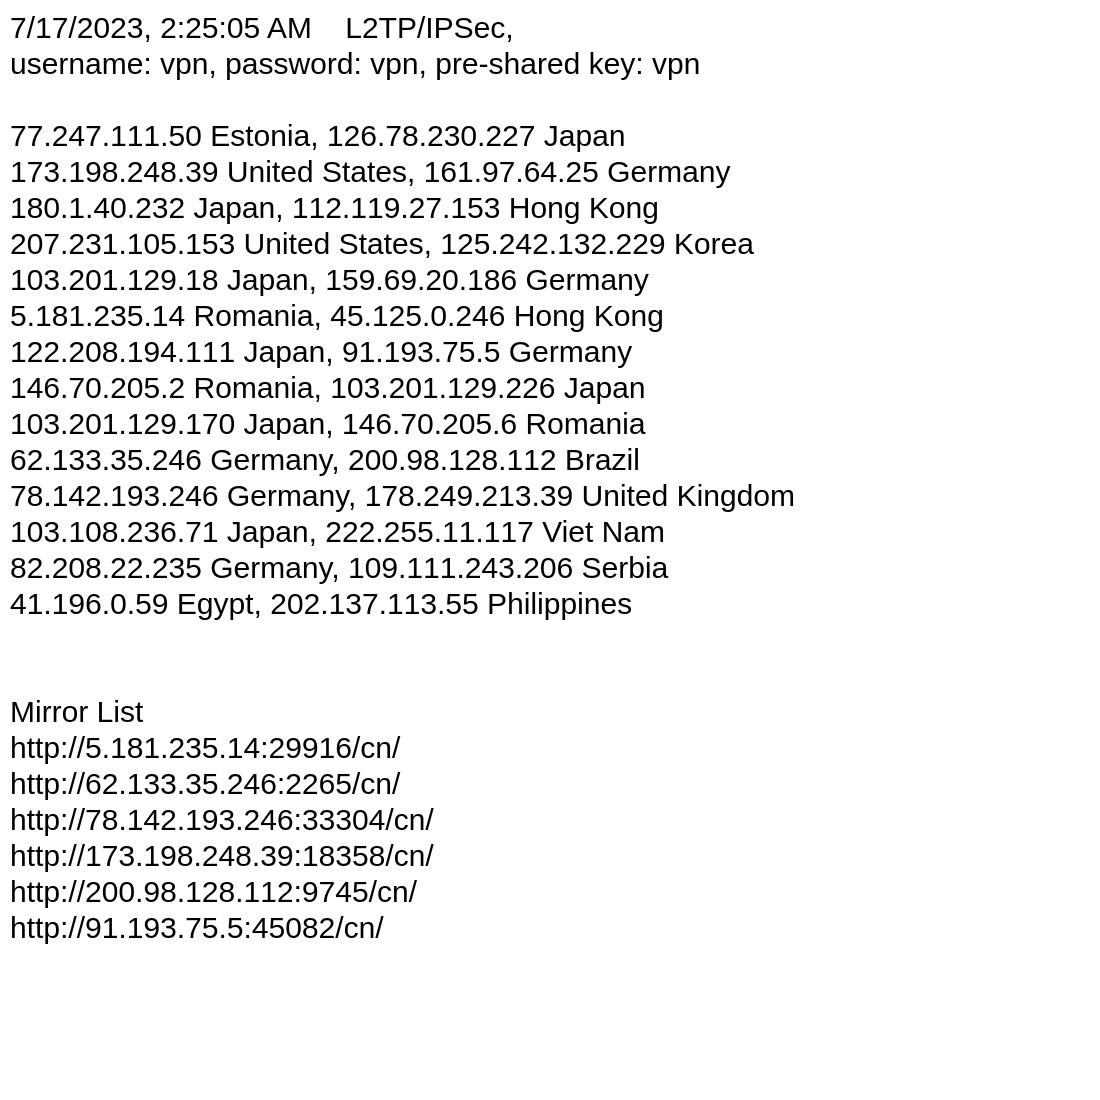 7/17/2023, 2:25:05 AM    L2TP/IPSec,
username: vpn, password: vpn, pre-shared key: vpn
77.247.111.50 Estonia, 126.78.230.227 Japan
173.198.248.39 United States, 161.97.64.25 Germany
180.1.40.232 Japan, 112.119.27.153 Hong Kong
207.231.105.153 United States, 125.242.132.229 Korea
103.201.129.18 Japan, 159.69.20.186 Germany
5.181.235.14 Romania, 45.125.0.246 Hong Kong
122.208.194.111 Japan, 91.193.75.5 Germany
146.70.205.2 Romania, 103.201.129.226 Japan
103.201.129.170 Japan, 146.70.205.6 Romania
62.133.35.246 Germany, 200.98.128.112 Brazil
78.142.193.246 Germany, 178.249.213.39 United Kingdom
103.108.236.71 Japan, 222.255.11.117 Viet Nam
82.208.22.235 Germany, 109.111.243.206 Serbia
41.196.0.59 Egypt, 202.137.113.55 Philippines
Mirror List
http://5.181.235.14:29916/cn/
http://62.133.35.246:2265/cn/
http://78.142.193.246:33304/cn/
http://173.198.248.39:18358/cn/
http://200.98.128.112:9745/cn/
http://91.193.75.5:45082/cn/